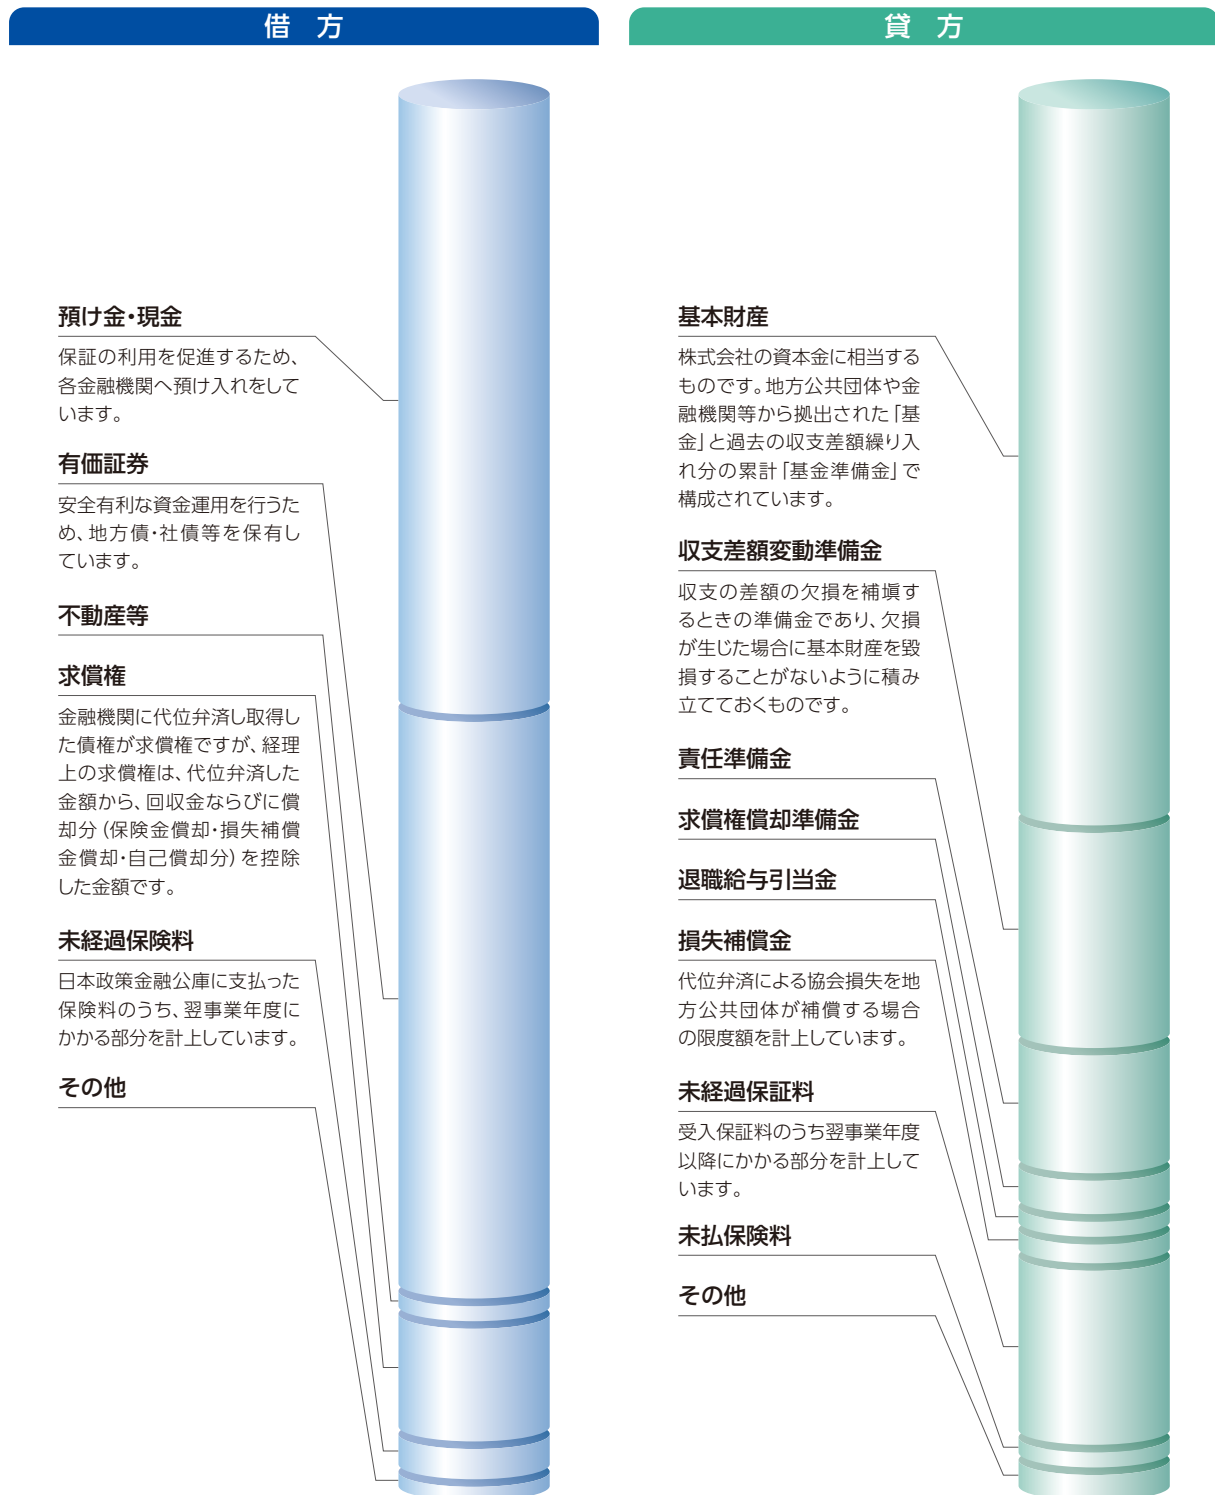 借 方
預け金・現金
保証の利用を促進するため、
各金融機関へ預け入れをして
います。
有価証券
安全有利な資金運用を行うた
め、地方債・社債等を保有し
ています。
不動産等
求償権
金融機関に代位弁済し取得し
た債権が求償権ですが、経理
上の求償権は、代位弁済した
金額から、回収金ならびに償
却分（保険金償却・損失補償
金償却・自己償却分）を控除
した金額です。
未経過保険料
日本政策金融公庫に支払った
保険料のうち、翌事業年度に
かかる部分を計上しています。
その他
貸 方
基本財産
株式会社の資本金に相当する
ものです。地方公共団体や金
融機関等から拠出された「基
金」と過去の収支差額繰り入
れ分の累計「基金準備金」で
構成されています。
収支差額変動準備金
収支の差額の欠損を補塡す
るときの準備金であり、欠損
が生じた場合に基本財産を毀
損することがないように積み
立てておくものです。
責任準備金
求償権償却準備金
退職給与引当金
損失補償金
代位弁済による協会損失を地
方公共団体が補償する場合
の限度額を計上しています。
未経過保証料
受入保証料のうち翌事業年度
以降にかかる部分を計上して
います。
未払保険料
その他